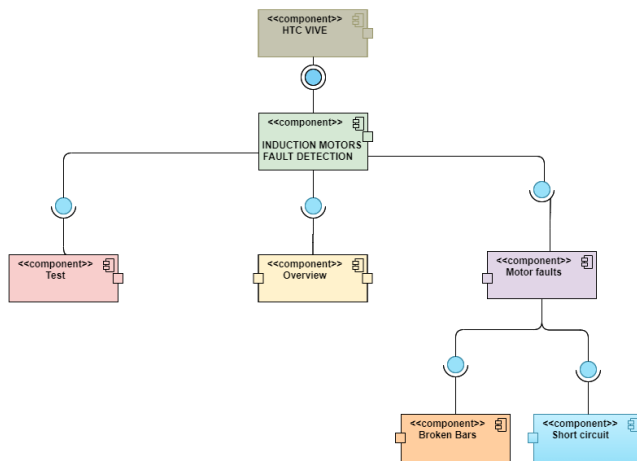 <<component>>
HTC VIVE
<<component>>
INDUCTION MOTORS
FAULT DETECTION
<<component>>
Test
<<component>>
Overview
<<component>>
Motor faults
<<component>>
Broken Bars
<<component>>
Short circuit